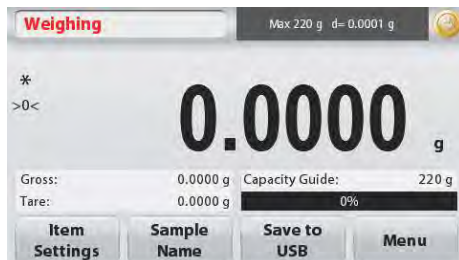 Weighing
Max 220 g d= 0.0001 g
*
>0<
0.0000 g
Gross: 0.0000 g Capacity Guide: 220 g
Tare: 0.0000 g 0%
Item Settings
Sample Name
Save to USB
Menu